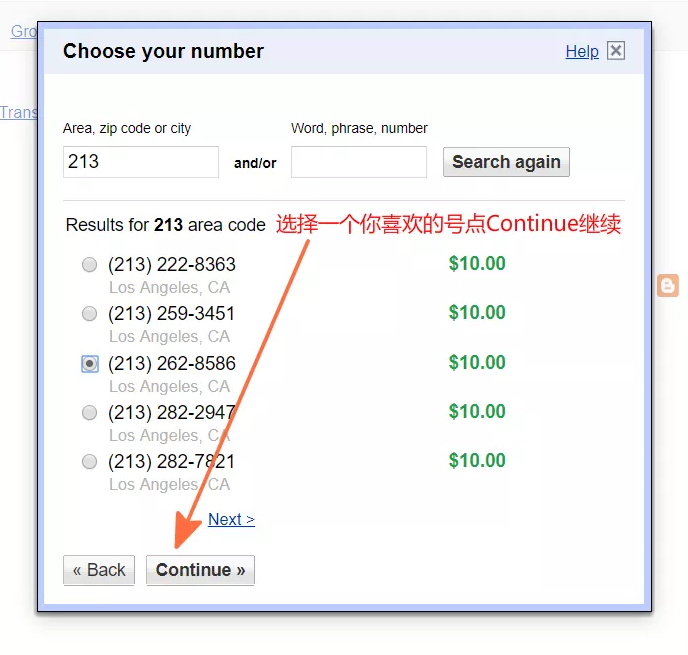 Gro
Choose your number
Help
Trans
Area, zip code or city
Word, phrase, number
213
and/or
Search again
Results for 213 area code
选择一个你喜欢的号点Continue继续
(213) 222-8363
$10.00
Los Angeles, CA
(213) 259-3451
$10.00
Los Angeles, CA
(213) 262-8586
$10.00
Los Angeles, CA
(213) 282-2947
$10.00
Los Angeles, CA
(213) 282-7821
$10.00
Los Angeles, CA
Next >
« Back
Continue »